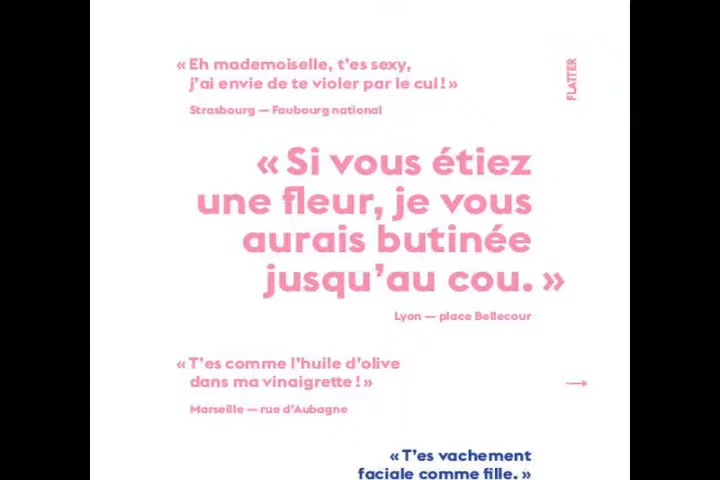 « Eh mademoiselle, t'es sexy,
j'ai envie de te violer par le cul ! »
Strasbourg — Faubourg national
FLATTER
« Si vous étiez
une fleur, je vous
aurais butinée
jusqu'au cou. »
Lyon — place Bellecour
« T'es comme l'huile d'olive
dans ma vinaigrette ! »
Marseille — rue d'Aubagne
→
« T'es vachement
faciale comme fille. »